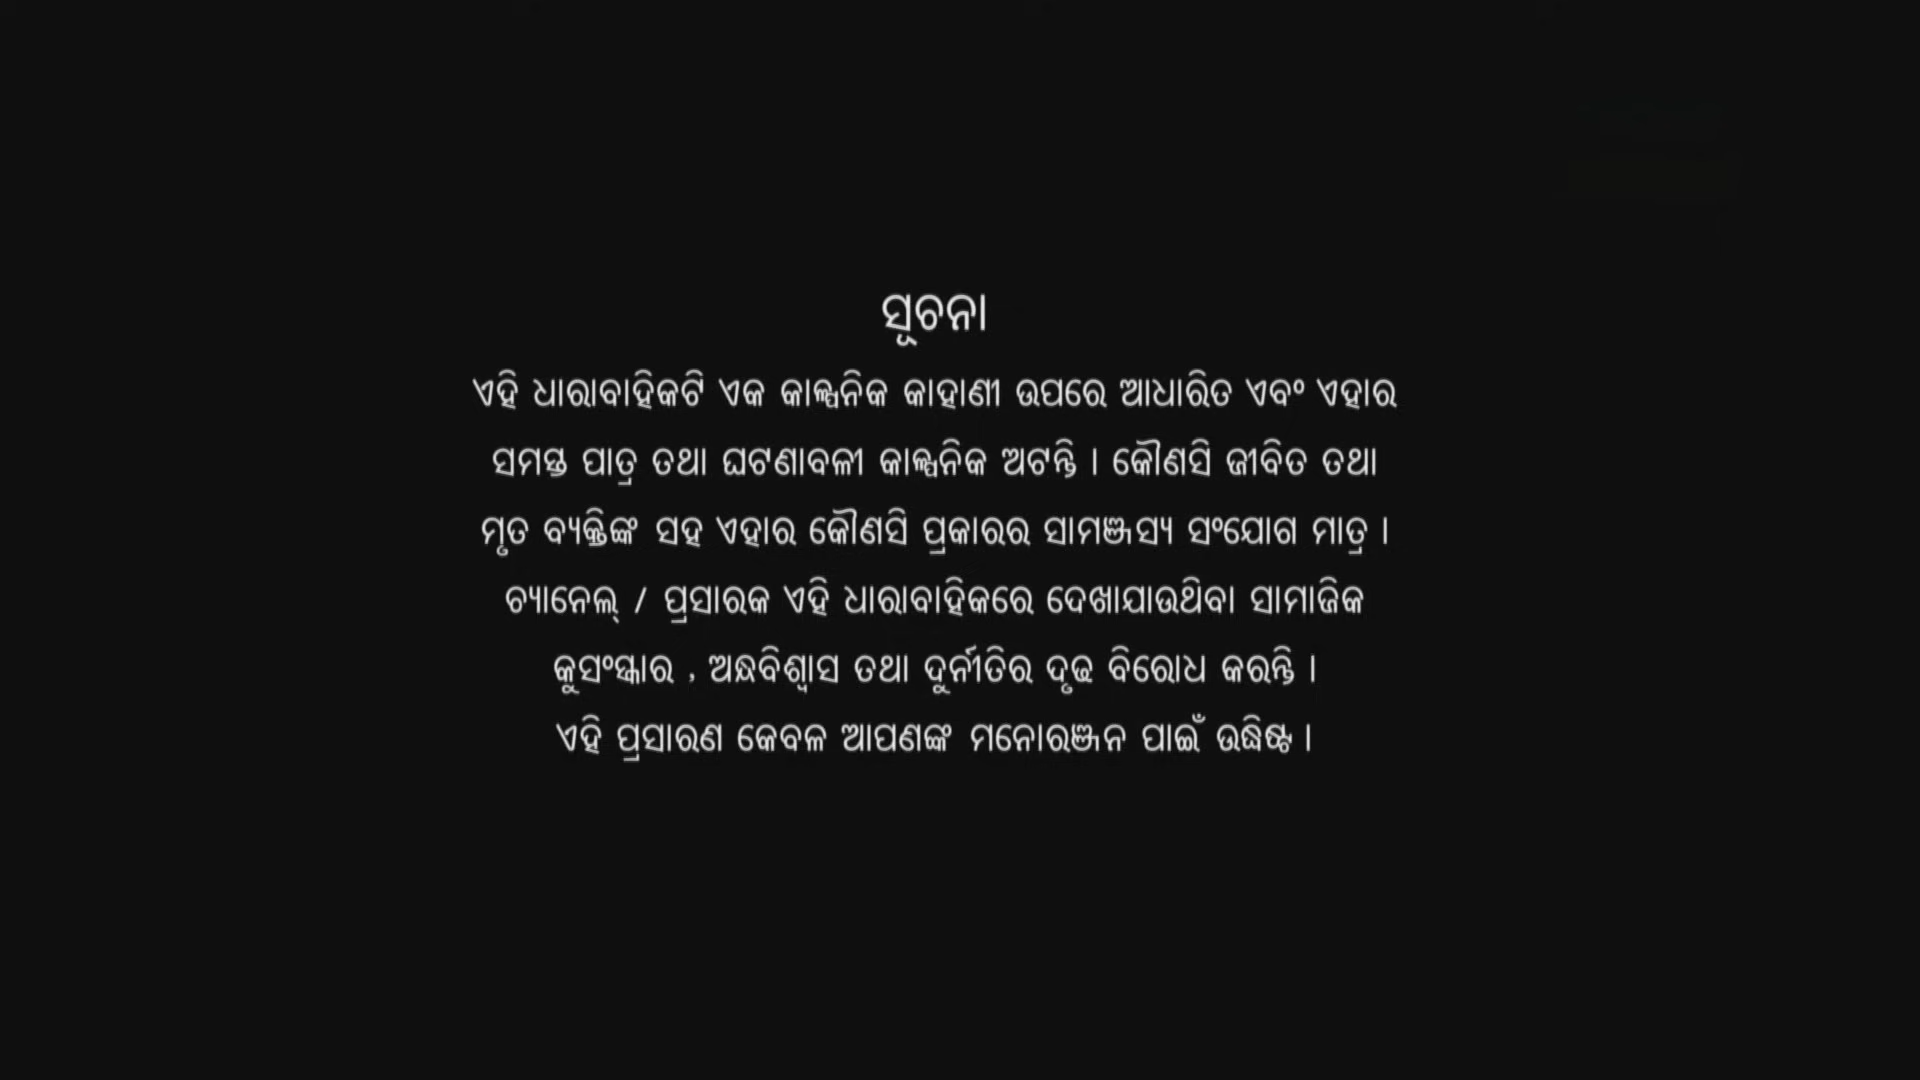 ସୂଚନା
ଏହି ଧାରାବାହିକଟି ଏକ କାଳ୍ପନିକ କାହାଣୀ ଉପରେ ଆଧାରିତ ଏବଂ ଏହାର
ସମସ୍ତ ପାତ୍ର ତଥା ଘଟଣାବଳୀ କାଳ୍ପନିକ ଅଟନ୍ତି । କୌଣସି ଜୀବିତ ତଥା
ମୃତ ବ୍ୟକ୍ତିଙ୍କ ସହ ଏହାର କୌଣସି ପ୍ରକାରର ସାମଞ୍ଜସ୍ୟ ସଂଯୋଗ ମାତ୍ର ।
ଚ୍ୟାନେଲ୍ / ପ୍ରସାରକ ଏହି ଧାରାବାହିକରେ ଦେଖାଯାଉଥିବା ସାମାଜିକ
କୁସଂସ୍କାର , ଅନ୍ଧବିଶ୍ୱାସ ତଥା ଦୁର୍ନୀତିର ଦୃଢ ବିରୋଧ କରନ୍ତି ।
ଏହି ପ୍ରସାରଣ କେବଳ ଆପଣଙ୍କ ମନୋରଞ୍ଜନ ପାଇଁ ଉଦ୍ଧିଷ୍ଟ ।